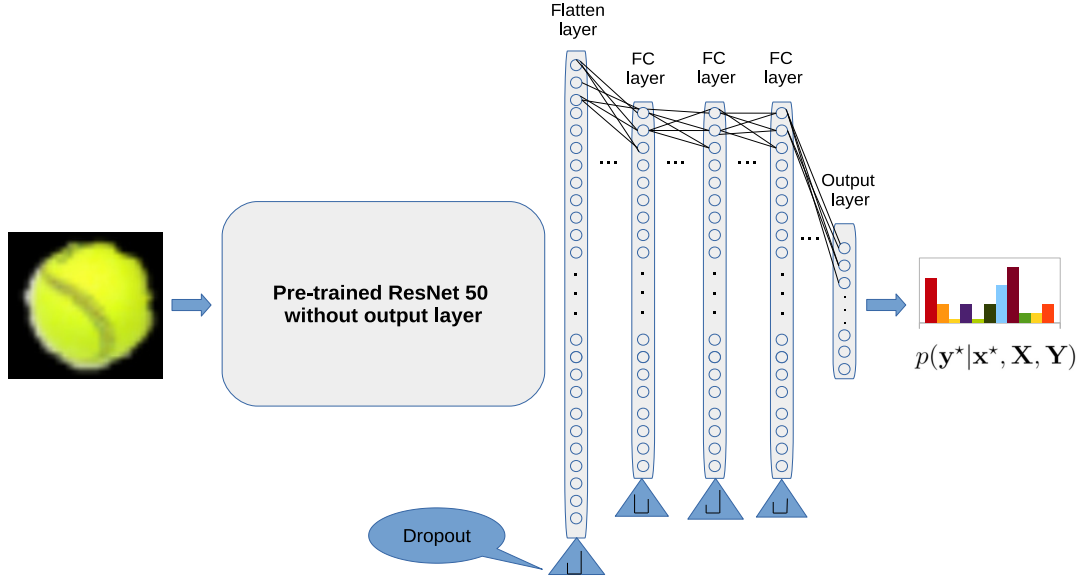 Flatten
layer
FC
layer
FC
layer
FC
layer
Output
layer
Pre-trained ResNet 50
without output layer
p(y⋆|x⋆, X, Y)
Dropout